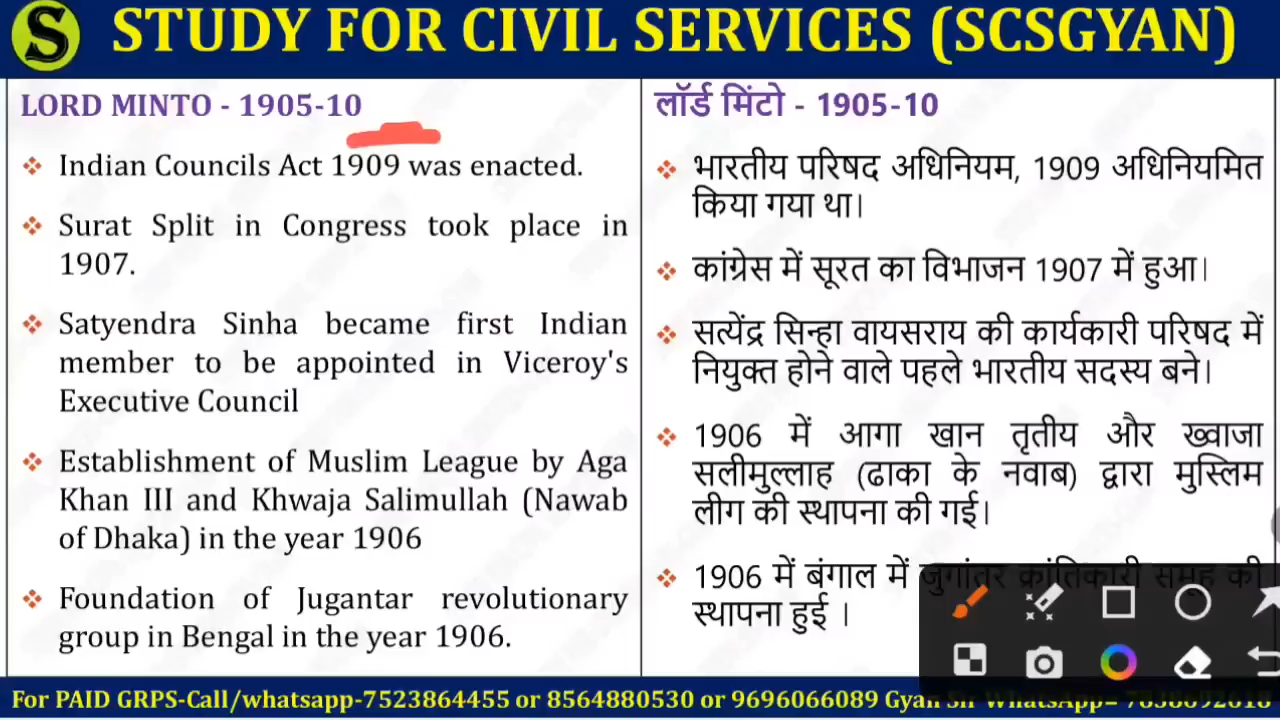 S STUDY FOR CIVIL SERVICES (SCSGYAN)
LORD MINTO - 1905-10
❖ Indian Councils Act 1909 was enacted.
❖ Surat Split in Congress took place in
1907.
❖ Satyendra Sinha became first Indian
member to be appointed in Viceroy's
Executive Council
❖ Establishment of Muslim League by Aga
Khan III and Khwaja Salimullah (Nawab
of Dhaka) in the year 1906
❖ Foundation of Jugantar revolutionary
group in Bengal in the year 1906.
लॉर्ड मिंटो - 1905-10
❖ भारतीय परिषद अधिनियम, 1909 अधिनियमित
किया गया था।
❖ कांग्रेस में सूरत का विभाजन 1907 में हुआ।
❖ सत्येंद्र सिन्हा वायसराय की कार्यकारी परिषद में
नियुक्त होने वाले पहले भारतीय सदस्य बने।
❖ 1906 में आगा खान तृतीय और ख्वाजा
सलीमुल्लाह (ढाका के नवाब) द्वारा मुस्लिम
लीग की स्थापना की गई।
❖ 1906 में बंगाल में जुगांतर क्रांतिकारी समूह की
स्थापना हुई ।
For PAID GRPS-Call/whatsapp-7523864455 or 8564880530 or 9696066089 Gyan Sir WhatsApp=